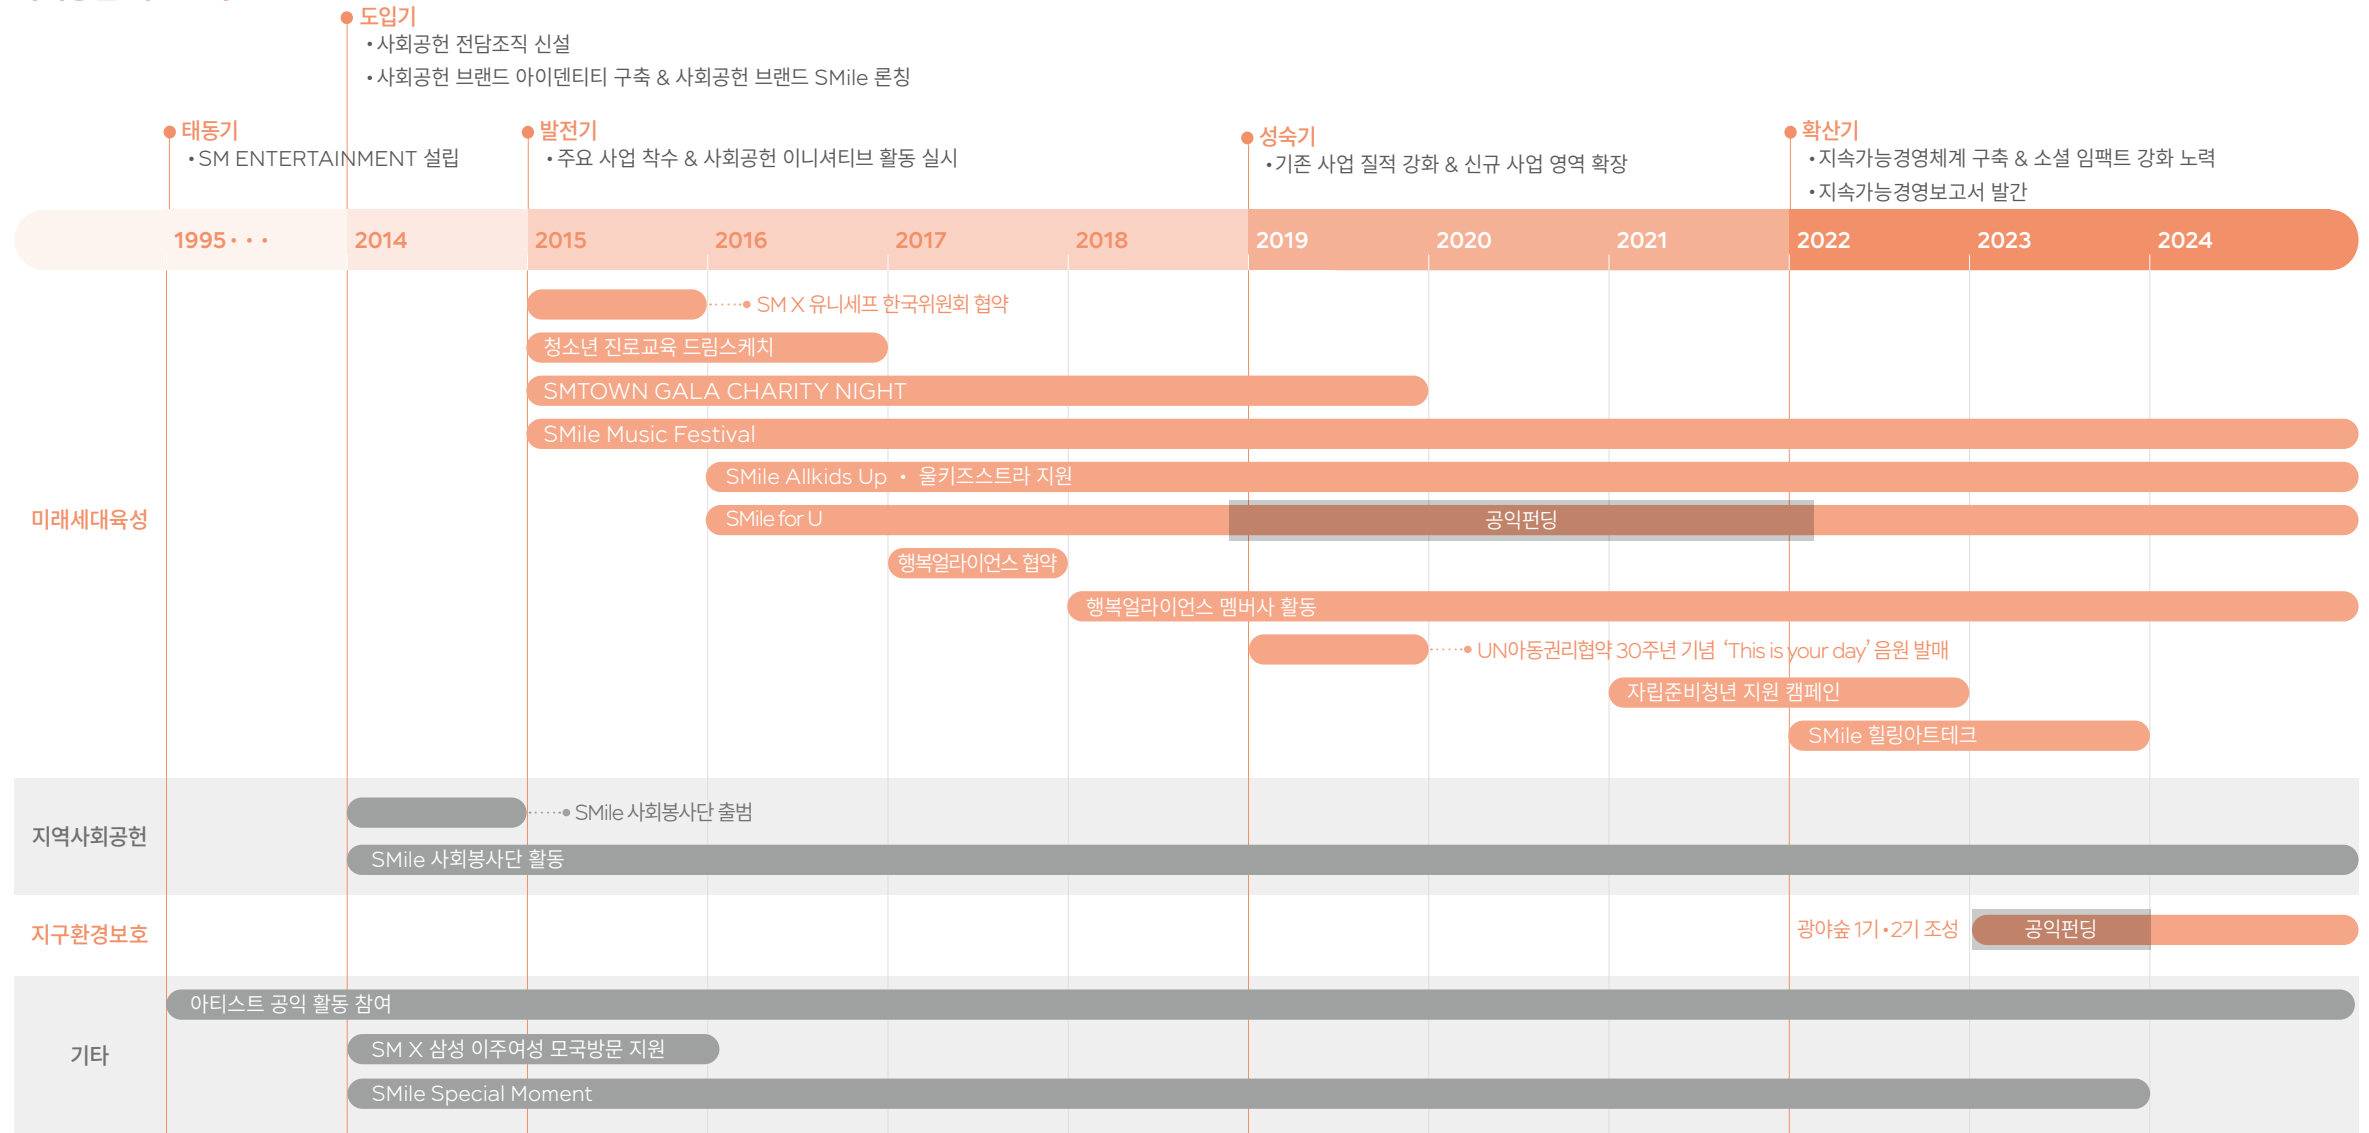 도입기
•사회공헌 전담조직 신설
•사회공헌 브랜드 아이덴티티 구축 & 사회공헌 브랜드 SMile 론칭
태동기
•SM ENTERTAINMENT 설립
발전기
•주요 사업 착수 & 사회공헌 이니셔티브 활동 실시
성숙기
•기존 사업 질적 강화 & 신규 사업 영역 확장
확산기
•지속가능경영체계 구축 & 소셜 임팩트 강화 노력
•지속가능경영보고서 발간
1995··· 2014 2015 2016 2017 2018 2019 2020 2021 2022 2023 2024
미래세대육성
SM X 유니세프 한국위원회 협약
청소년 진로교육 드림스케치
SMTOWN GALA CHARITY NIGHT
SMile Music Festival
SMile Allkids Up • 울키즈스트라 지원
SMile for U 공익펀딩
행복얼라이언스 협약
행복얼라이언스 멤버사 활동
UN아동권리협약 30주년 기념 ‘This is your day’ 음원 발매
자립준비청년 지원 캠페인
SMile 힐링아트테크
지역사회공헌
SMile 사회봉사단 출범
SMile 사회봉사단 활동
지구환경보호
광야숲 1기•2기 조성 공익펀딩
기타
아티스트 공익 활동 참여
SM X 삼성 이주여성 모국방문 지원
SMile Special Moment